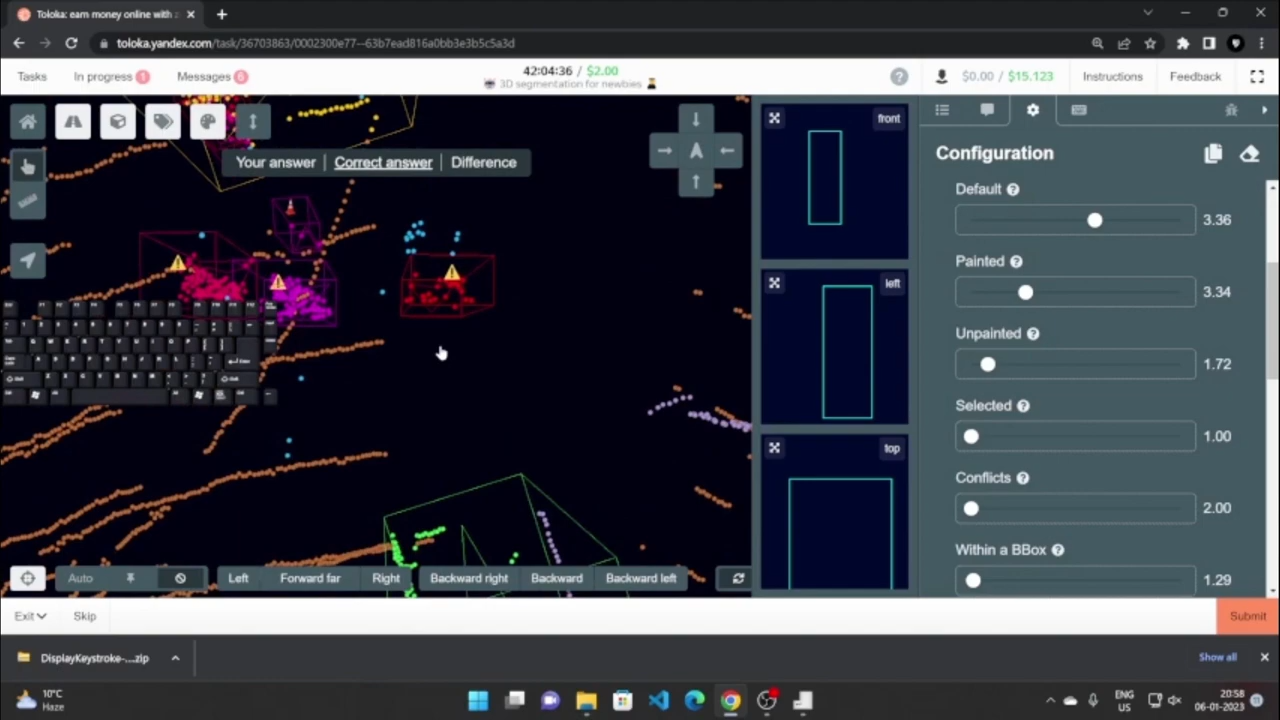 Toloka: earn money online with
toloka.yandex.com/task/36703863/0002300e77--63b7ead816a0bb3e3b5c5a3d
Tasks
In progress 1
Messages 6
42:04:36 / $2.00
3D segmentation for newbies
$0.00 / $15.123
Instructions
Feedback
Your answer | Correct answer | Difference
A
front
left
top
Configuration
Default
3.36
Painted
3.34
Unpainted
1.72
Selected
1.00
Conflicts
2.00
Within a BBox
1.29
Auto
Left
Forward far
Right
Backward right
Backward
Backward left
Exit
Skip
Submit
DisplayKeystroke-....zip
Show all
10°C
Haze
ENG
US
20:58
06-01-2023